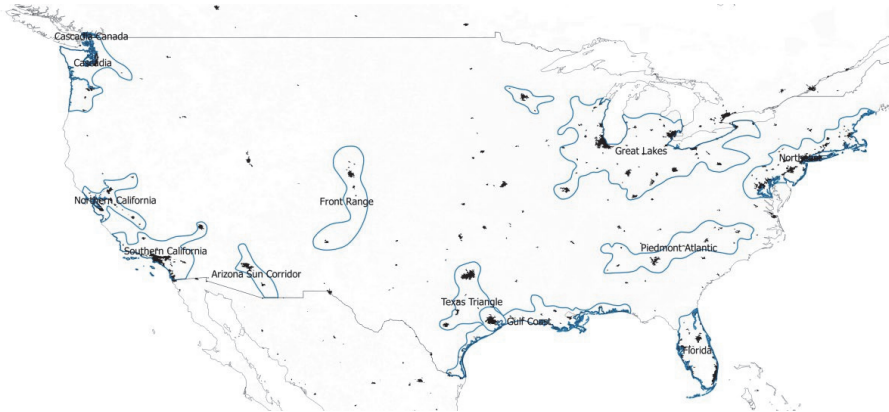 Cascadia Canada
Cascadia
Great Lakes
Northeast
Northern California
Front Range
Southern California
Piedmont Atlantic
Arizona Sun Corridor
Texas Triangle
Gulf Coast
Florida